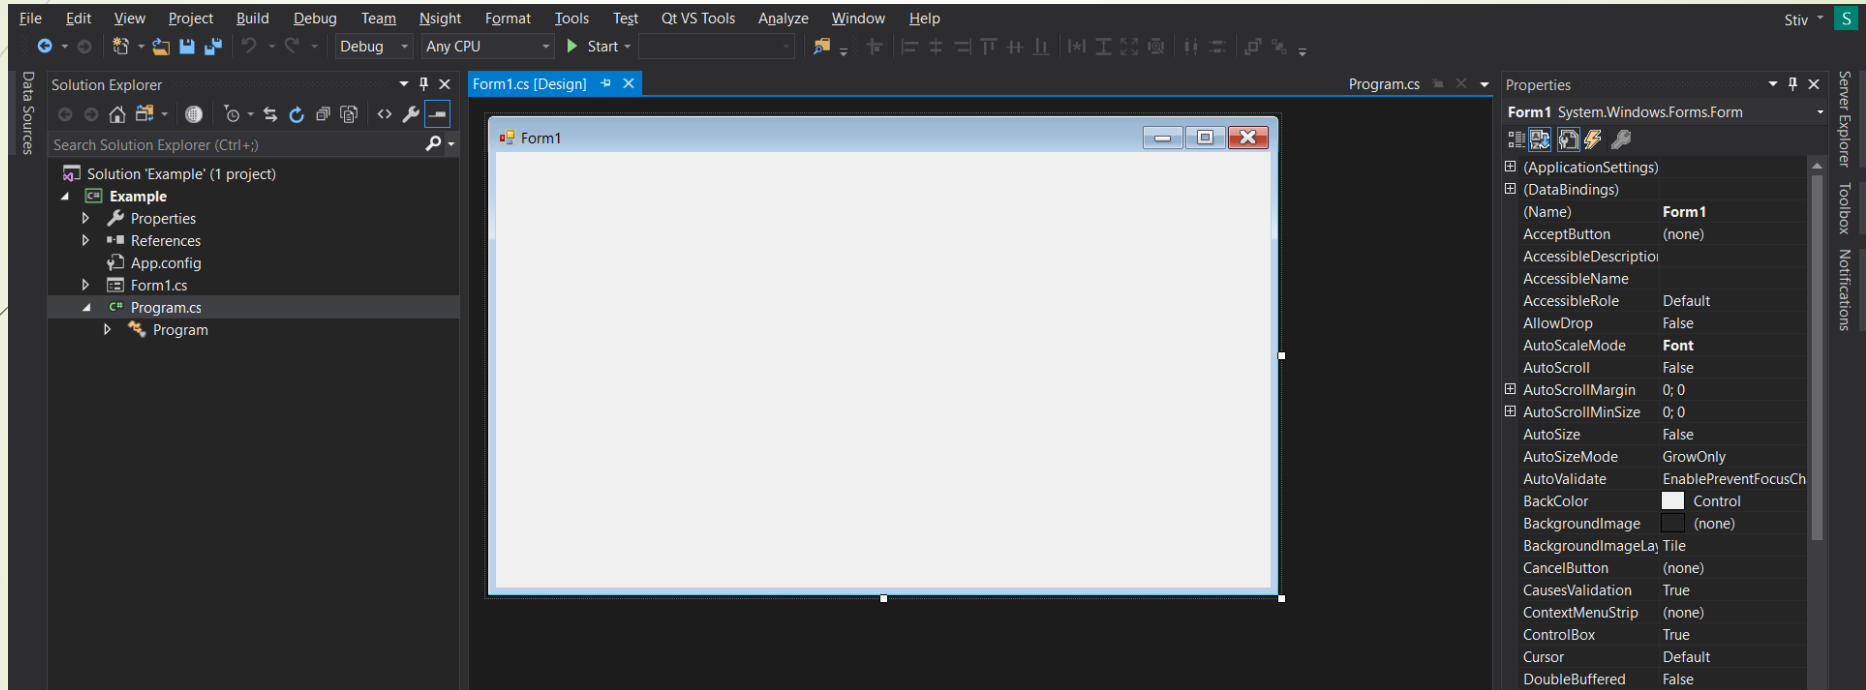 File Edit View Project Build Debug Team Nsight Format Tools Test Qt VS Tools Analyze Window Help Stiv S
Debug Any CPU Start
Data Sources
Solution Explorer
Search Solution Explorer (Ctrl+;)
Solution 'Example' (1 project)
C# Example
Properties
References
App.config
Form1.cs
C# Program.cs
Program
Form1.cs [Design]
Program.cs
Form1
Properties
Form1 System.Windows.Forms.Form
(ApplicationSettings)
(DataBindings)
(Name) Form1
AcceptButton (none)
AccessibleDescription
AccessibleName
AccessibleRole Default
AllowDrop False
AutoScaleMode Font
AutoScroll False
AutoScrollMargin 0; 0
AutoScrollMinSize 0; 0
AutoSize False
AutoSizeMode GrowOnly
AutoValidate EnablePreventFocusCh
BackColor Control
BackgroundImage (none)
BackgroundImageLay Tile
CancelButton (none)
CausesValidation True
ContextMenuStrip (none)
ControlBox True
Cursor Default
DoubleBuffered False
Server Explorer
Toolbox
Notifications